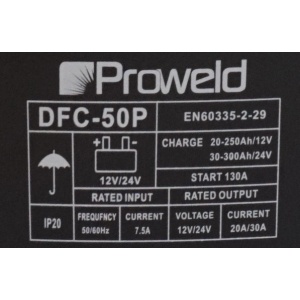 Proweld
DFC-50P
EN60335-2-29
CHARGE 20-250Ah/12V
30-300Ah/24V
12V/24V
START 130A
RATED INPUT
RATED OUTPUT
IP20
FREQUFNCY
50/60Hz
CURRENT
7.5A
VOLTAGE
12V/24V
CURRENT
20A/30A